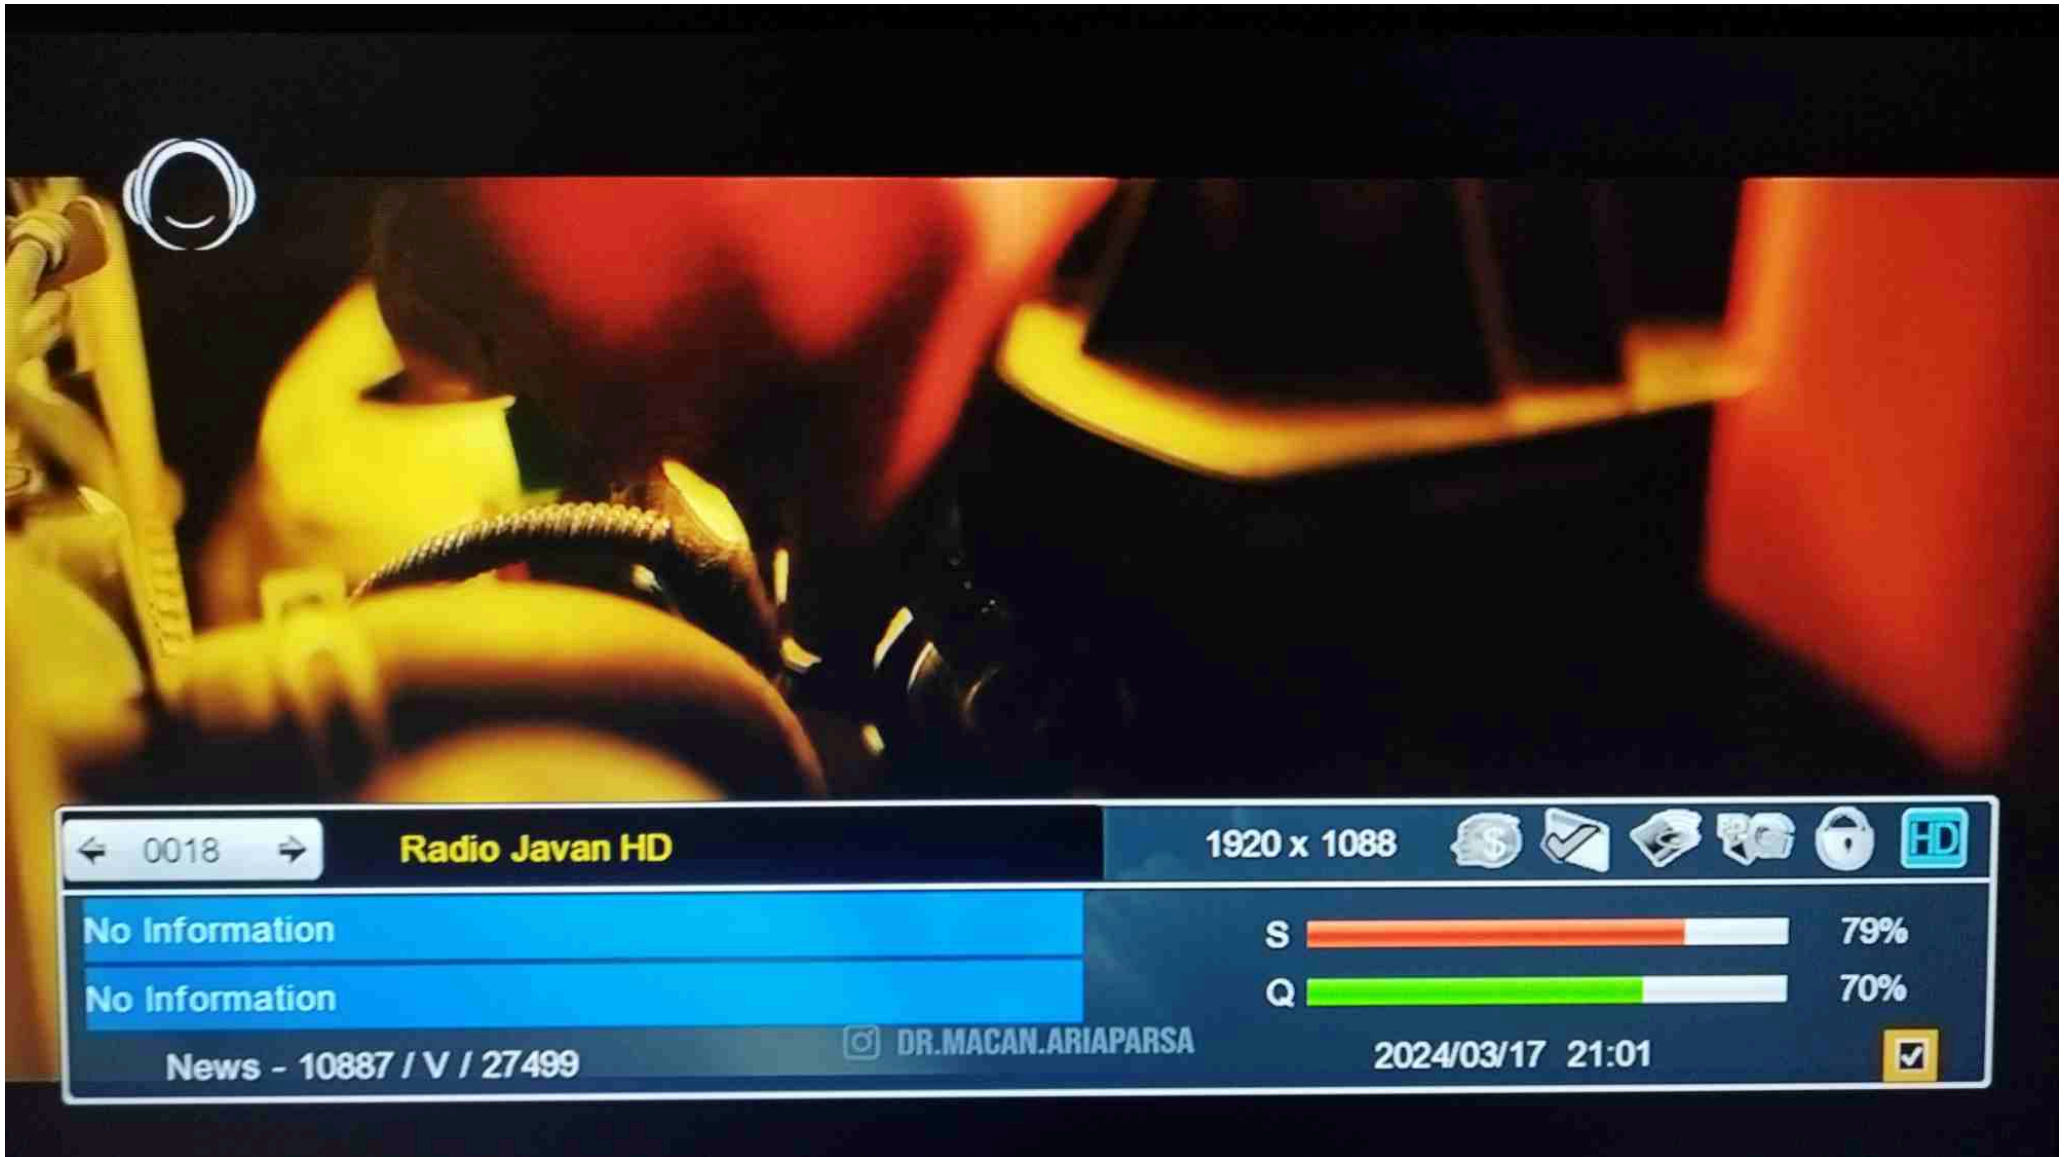 0018
Radio Javan HD
1920 x 1088
$
HD
No Information
S 79%
No Information
Q 70%
News - 10887 / V / 27499
DR.MACAN.ARIAPARSA
2024/03/17 21:01